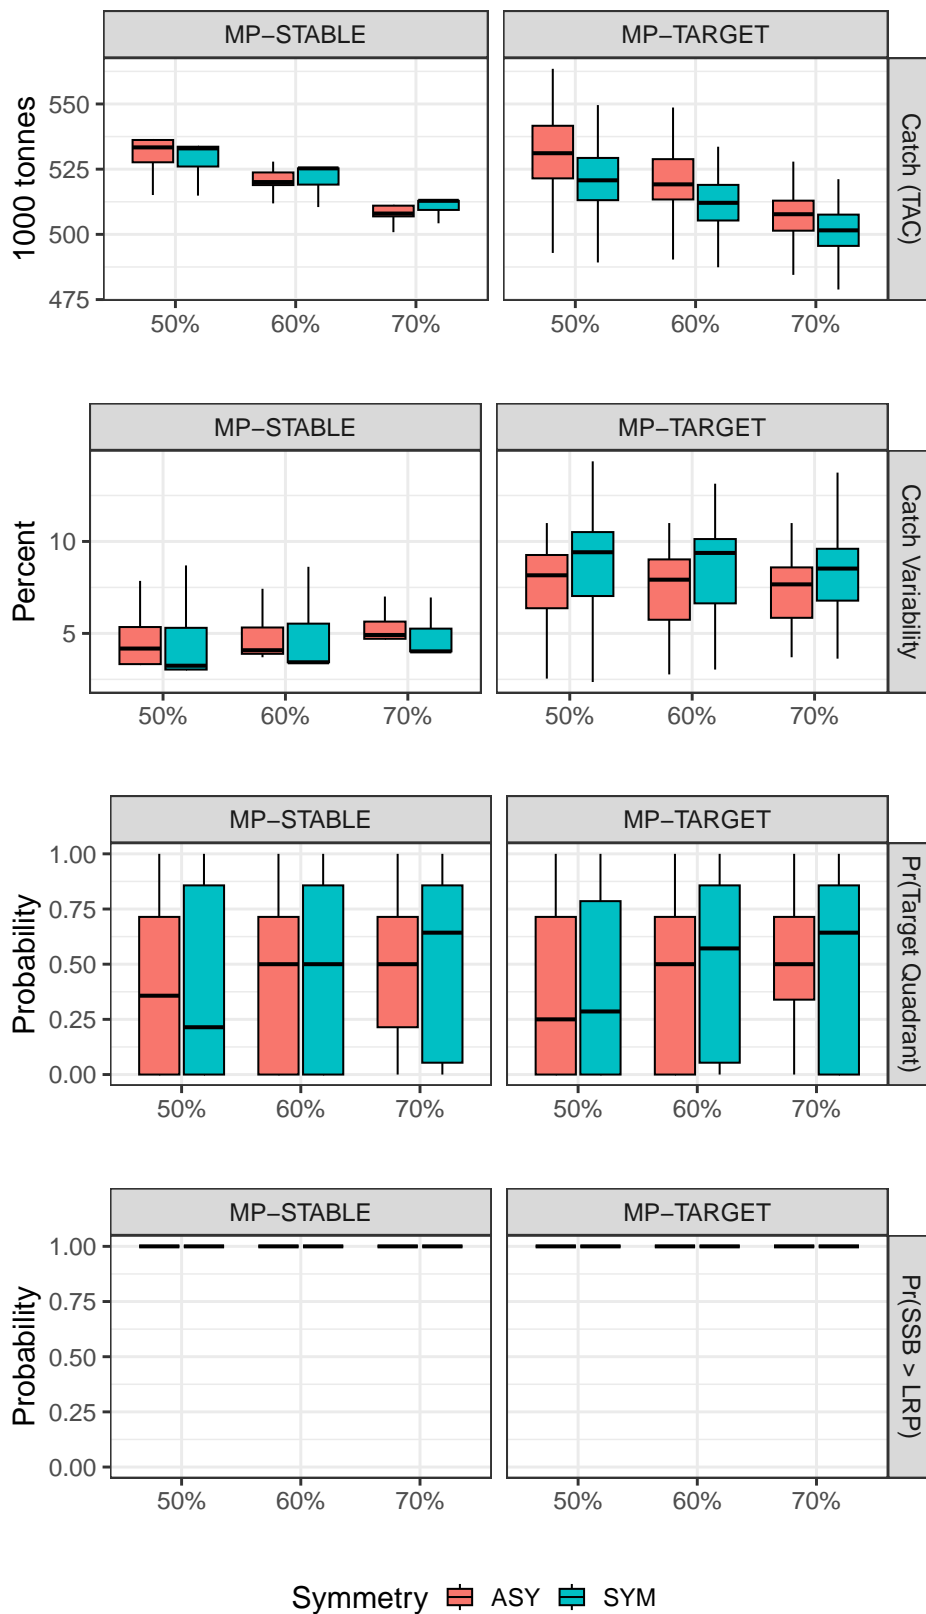 MP−STABLE MP−TARGET
550
525
500
475
1000 tonnes
Catch (TAC)
50% 60% 70% 50% 60% 70%
MP−STABLE MP−TARGET
10
5
Percent
Catch Variability
50% 60% 70% 50% 60% 70%
MP−STABLE MP−TARGET
1.00
0.75
0.50
0.25
0.00
Probability
Pr(Target Quadrant)
50% 60% 70% 50% 60% 70%
MP−STABLE MP−TARGET
1.00
0.75
0.50
0.25
0.00
Probability
Pr(SSB > LRP)
50% 60% 70% 50% 60% 70%
Symmetry ASY SYM